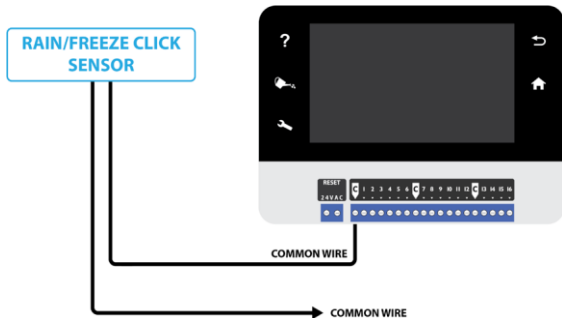 RAIN/FREEZE CLICK
SENSOR
?
RESET
24VAC
C 1 2 3 4 5 6 C 7 8 9 10 11 12 C 13 14 15 16
COMMON WIRE
COMMON WIRE